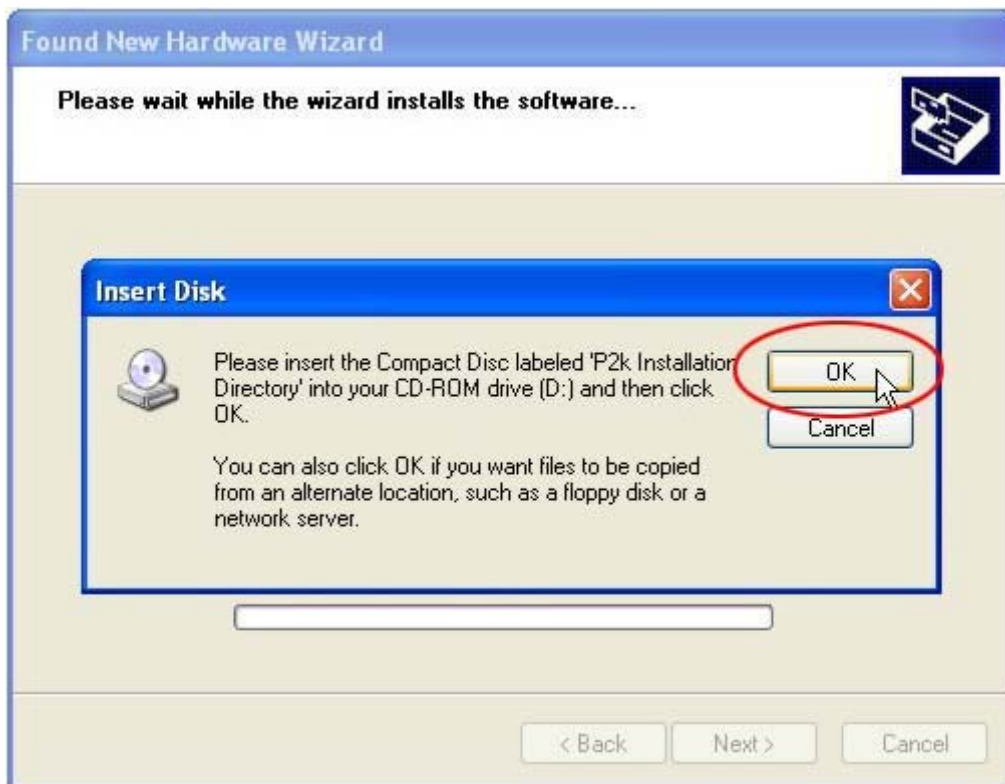 Found New Hardware Wizard
Please wait while the wizard installs the software...
Insert Disk
Please insert the Compact Disc labeled 'P2k Installation
Directory' into your CD-ROM drive (D:) and then click
OK.
You can also click OK if you want files to be copied
from an alternate location, such as a floppy disk or a
network server.
OK
Cancel
< Back
Next >
Cancel